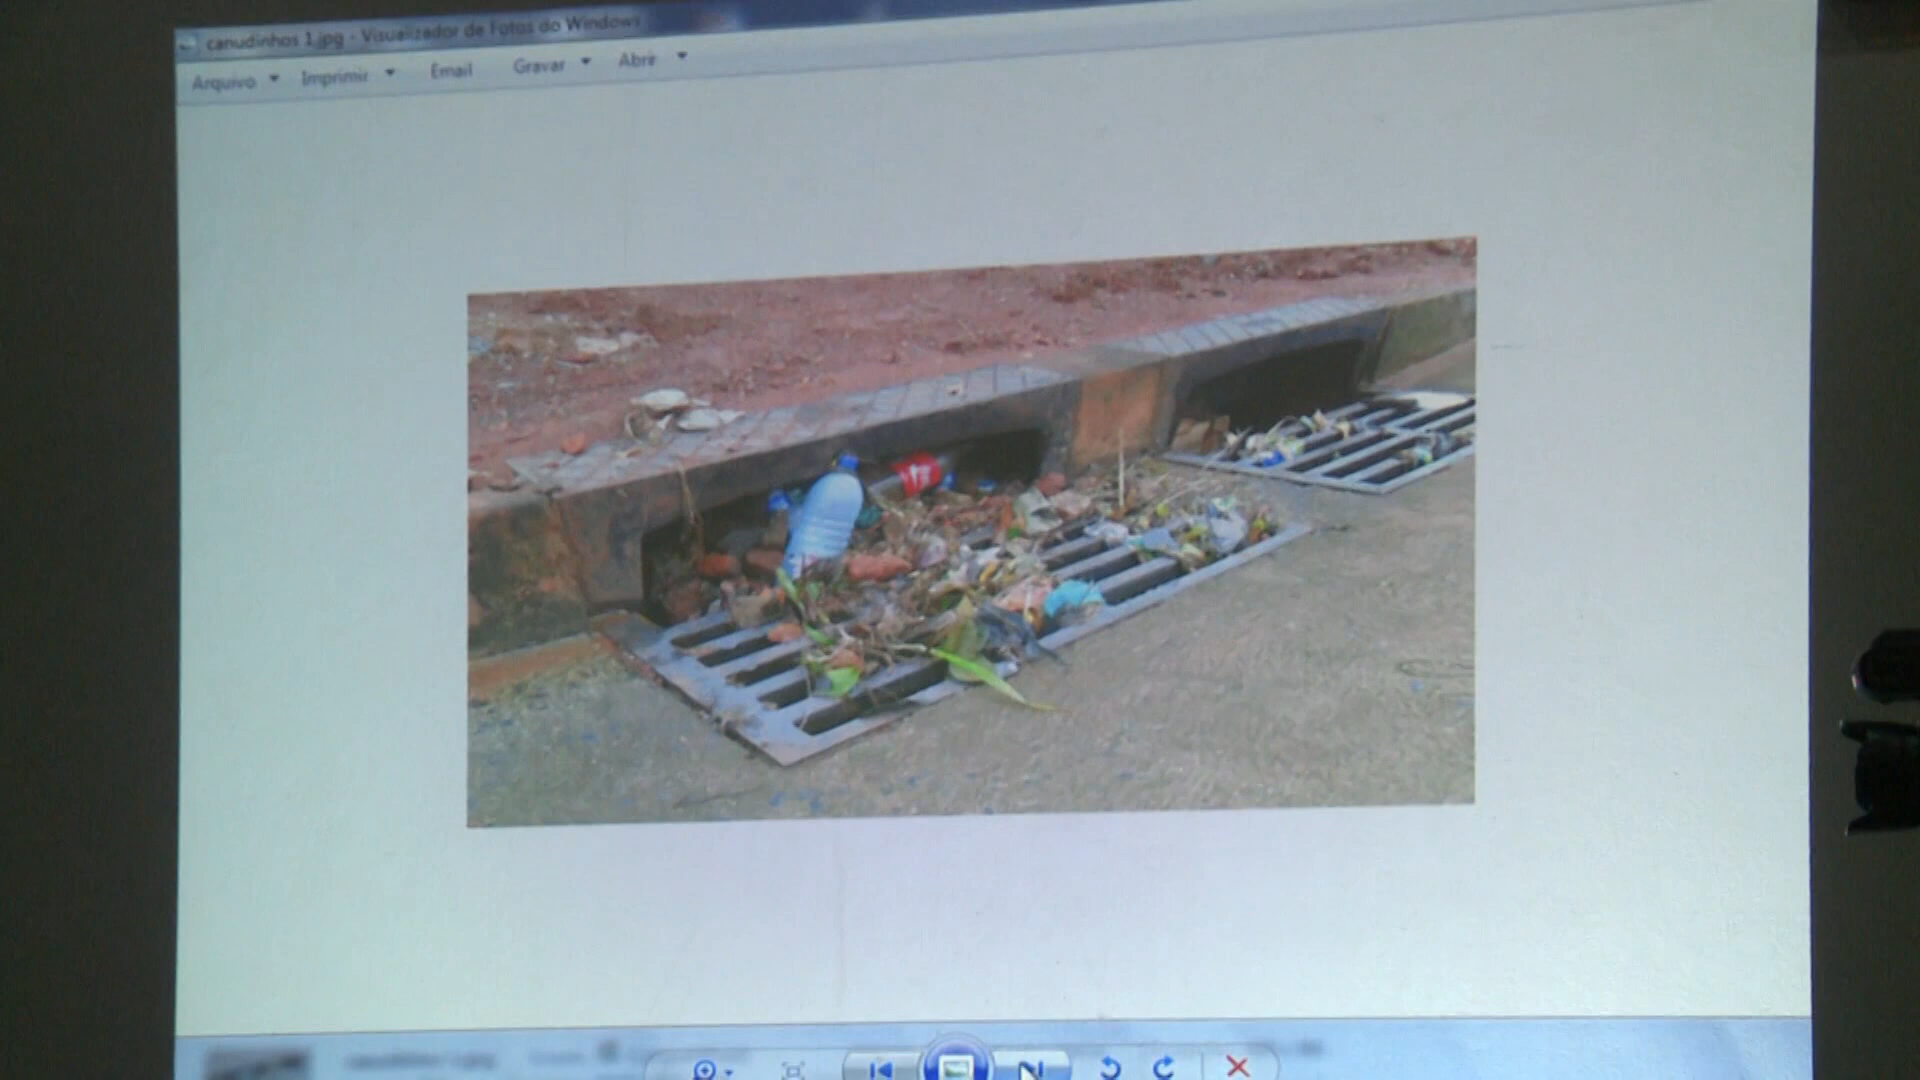 canudinhos 1.jpg - Visualizador de Fotos do Windows
Arquivo Imprimir Email Gravar Abrir